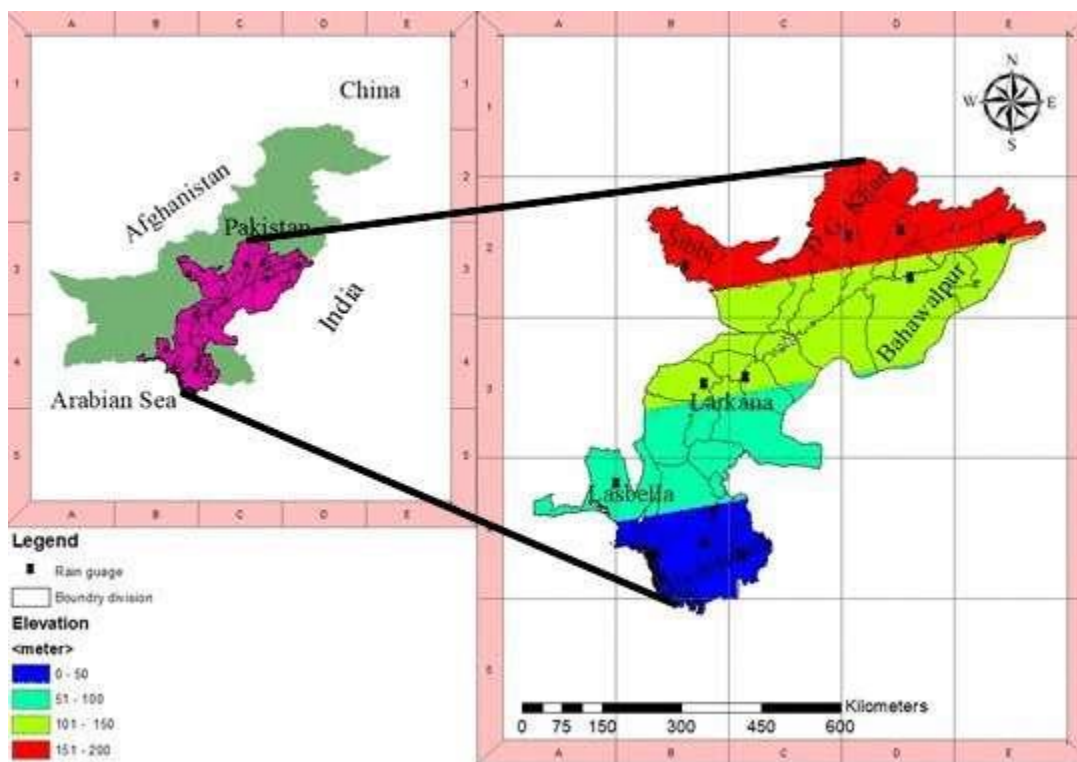 A B C D E
A B C D E
1
1
China
N
W E
S
2
2
Afghanistan
Pakistan
D.G. Khan
Sibby
3
India
Bahawalpur
4
3
Arabian Sea
Larkana
5
5
Lasbella
A B C D E
Legend
Rain guage
Boundry division
Elevation
<meter>
0 - 50
51 - 100
101 - 150
151 - 200
6
Kilometers
0 75 150 300 450 600
A B C D E